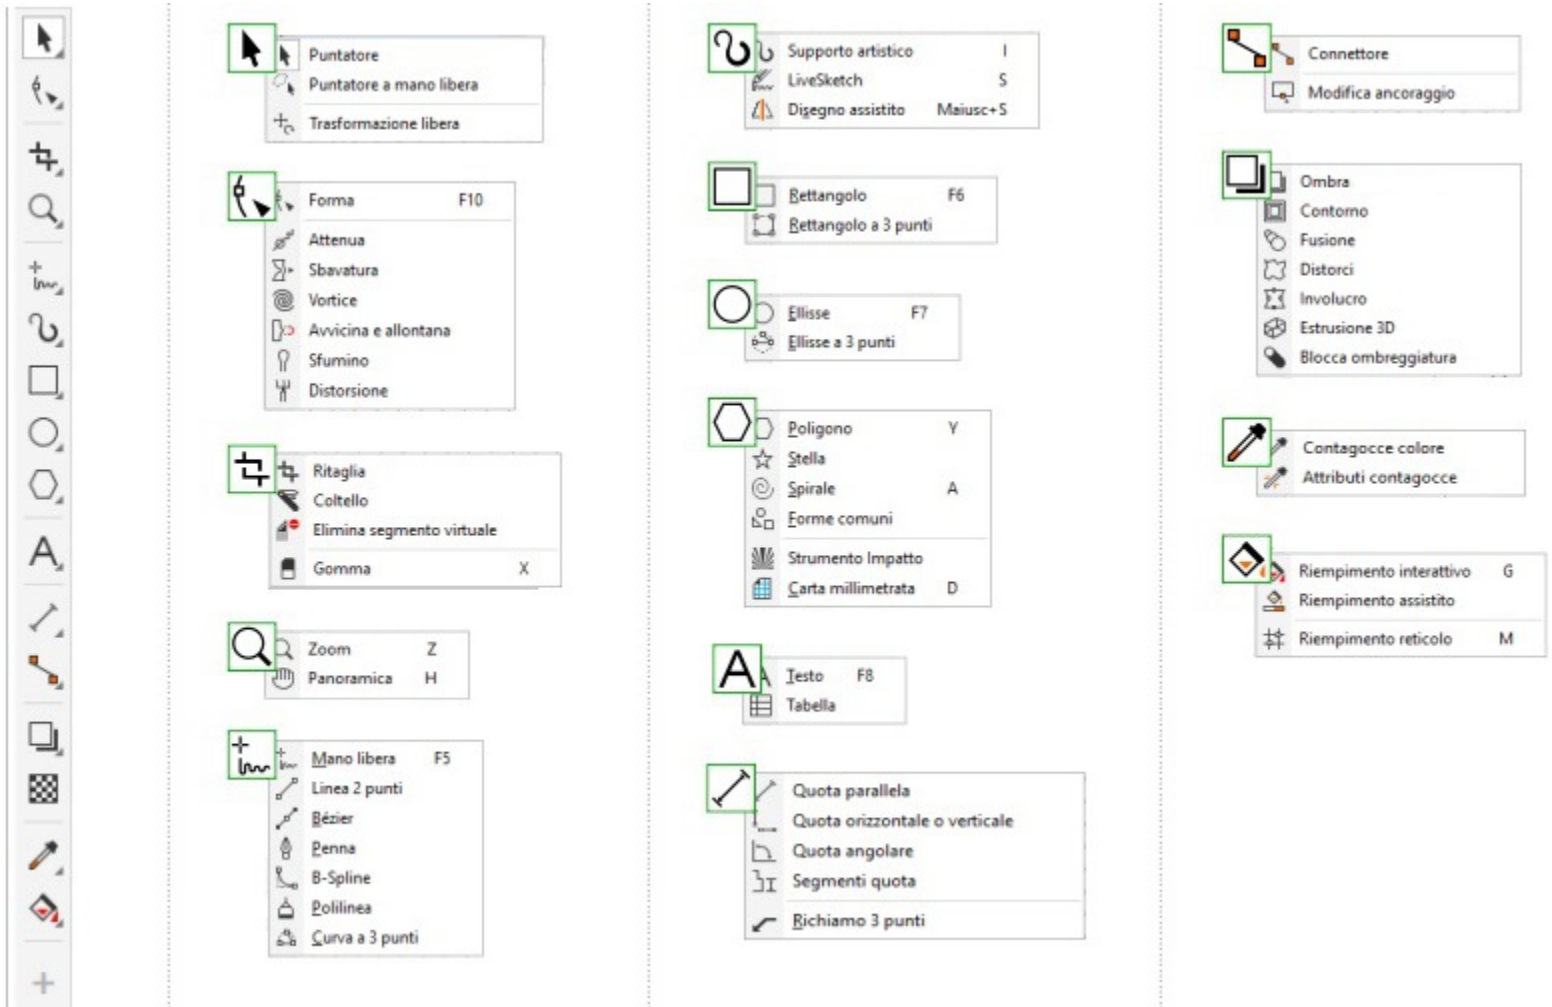 Puntatore
Puntatore a mano libera
Trasformazione libera
Forma F10
Attenua
Sbavatura
Vortice
Avvicina e allontana
Sfumino
Distorsione
Ritaglia
Coltello
Elimina segmento virtuale
Gomma X
Zoom Z
Panoramica H
Mano libera F5
Linea 2 punti
Bézier
Penna
B-Spline
Polilinea
Curva a 3 punti
Supporto artistico I
LiveSketch S
Disegno assistito Maiusc+S
Rettangolo F6
Rettangolo a 3 punti
Ellisse F7
Ellisse a 3 punti
Poligono Y
Stella
Spirale A
Forme comuni
Strumento Impatto
Carta millimetrata D
Testo F8
Tabella
Quota parallela
Quota orizzontale o verticale
Quota angolare
Segmenti quota
Richiamo 3 punti
Connettore
Modifica ancoraggio
Ombra
Contorno
Fusione
Distorci
Involucro
Estrusione 3D
Blocca ombreggiatura
Contagocce colore
Attributi contagocce
Riempimento interattivo G
Riempimento assistito
Riempimento reticolo M